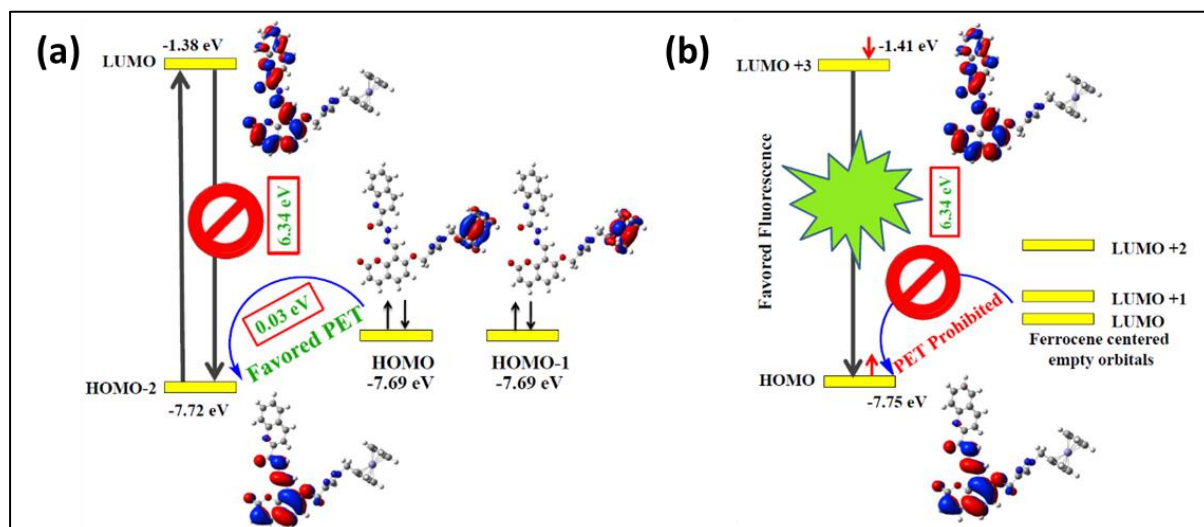 (a)
-1.38 eV
LUMO
6.34 eV
0.03 eV
Favored PET
HOMO
-7.69 eV
HOMO-1
-7.69 eV
HOMO-2
-7.72 eV
(b)
-1.41 eV
LUMO +3
Favored Fluorescence
6.34 eV
LUMO +2
LUMO +1
LUMO
PET Prohibited
Ferrocene centered
empty orbitals
HOMO
-7.75 eV